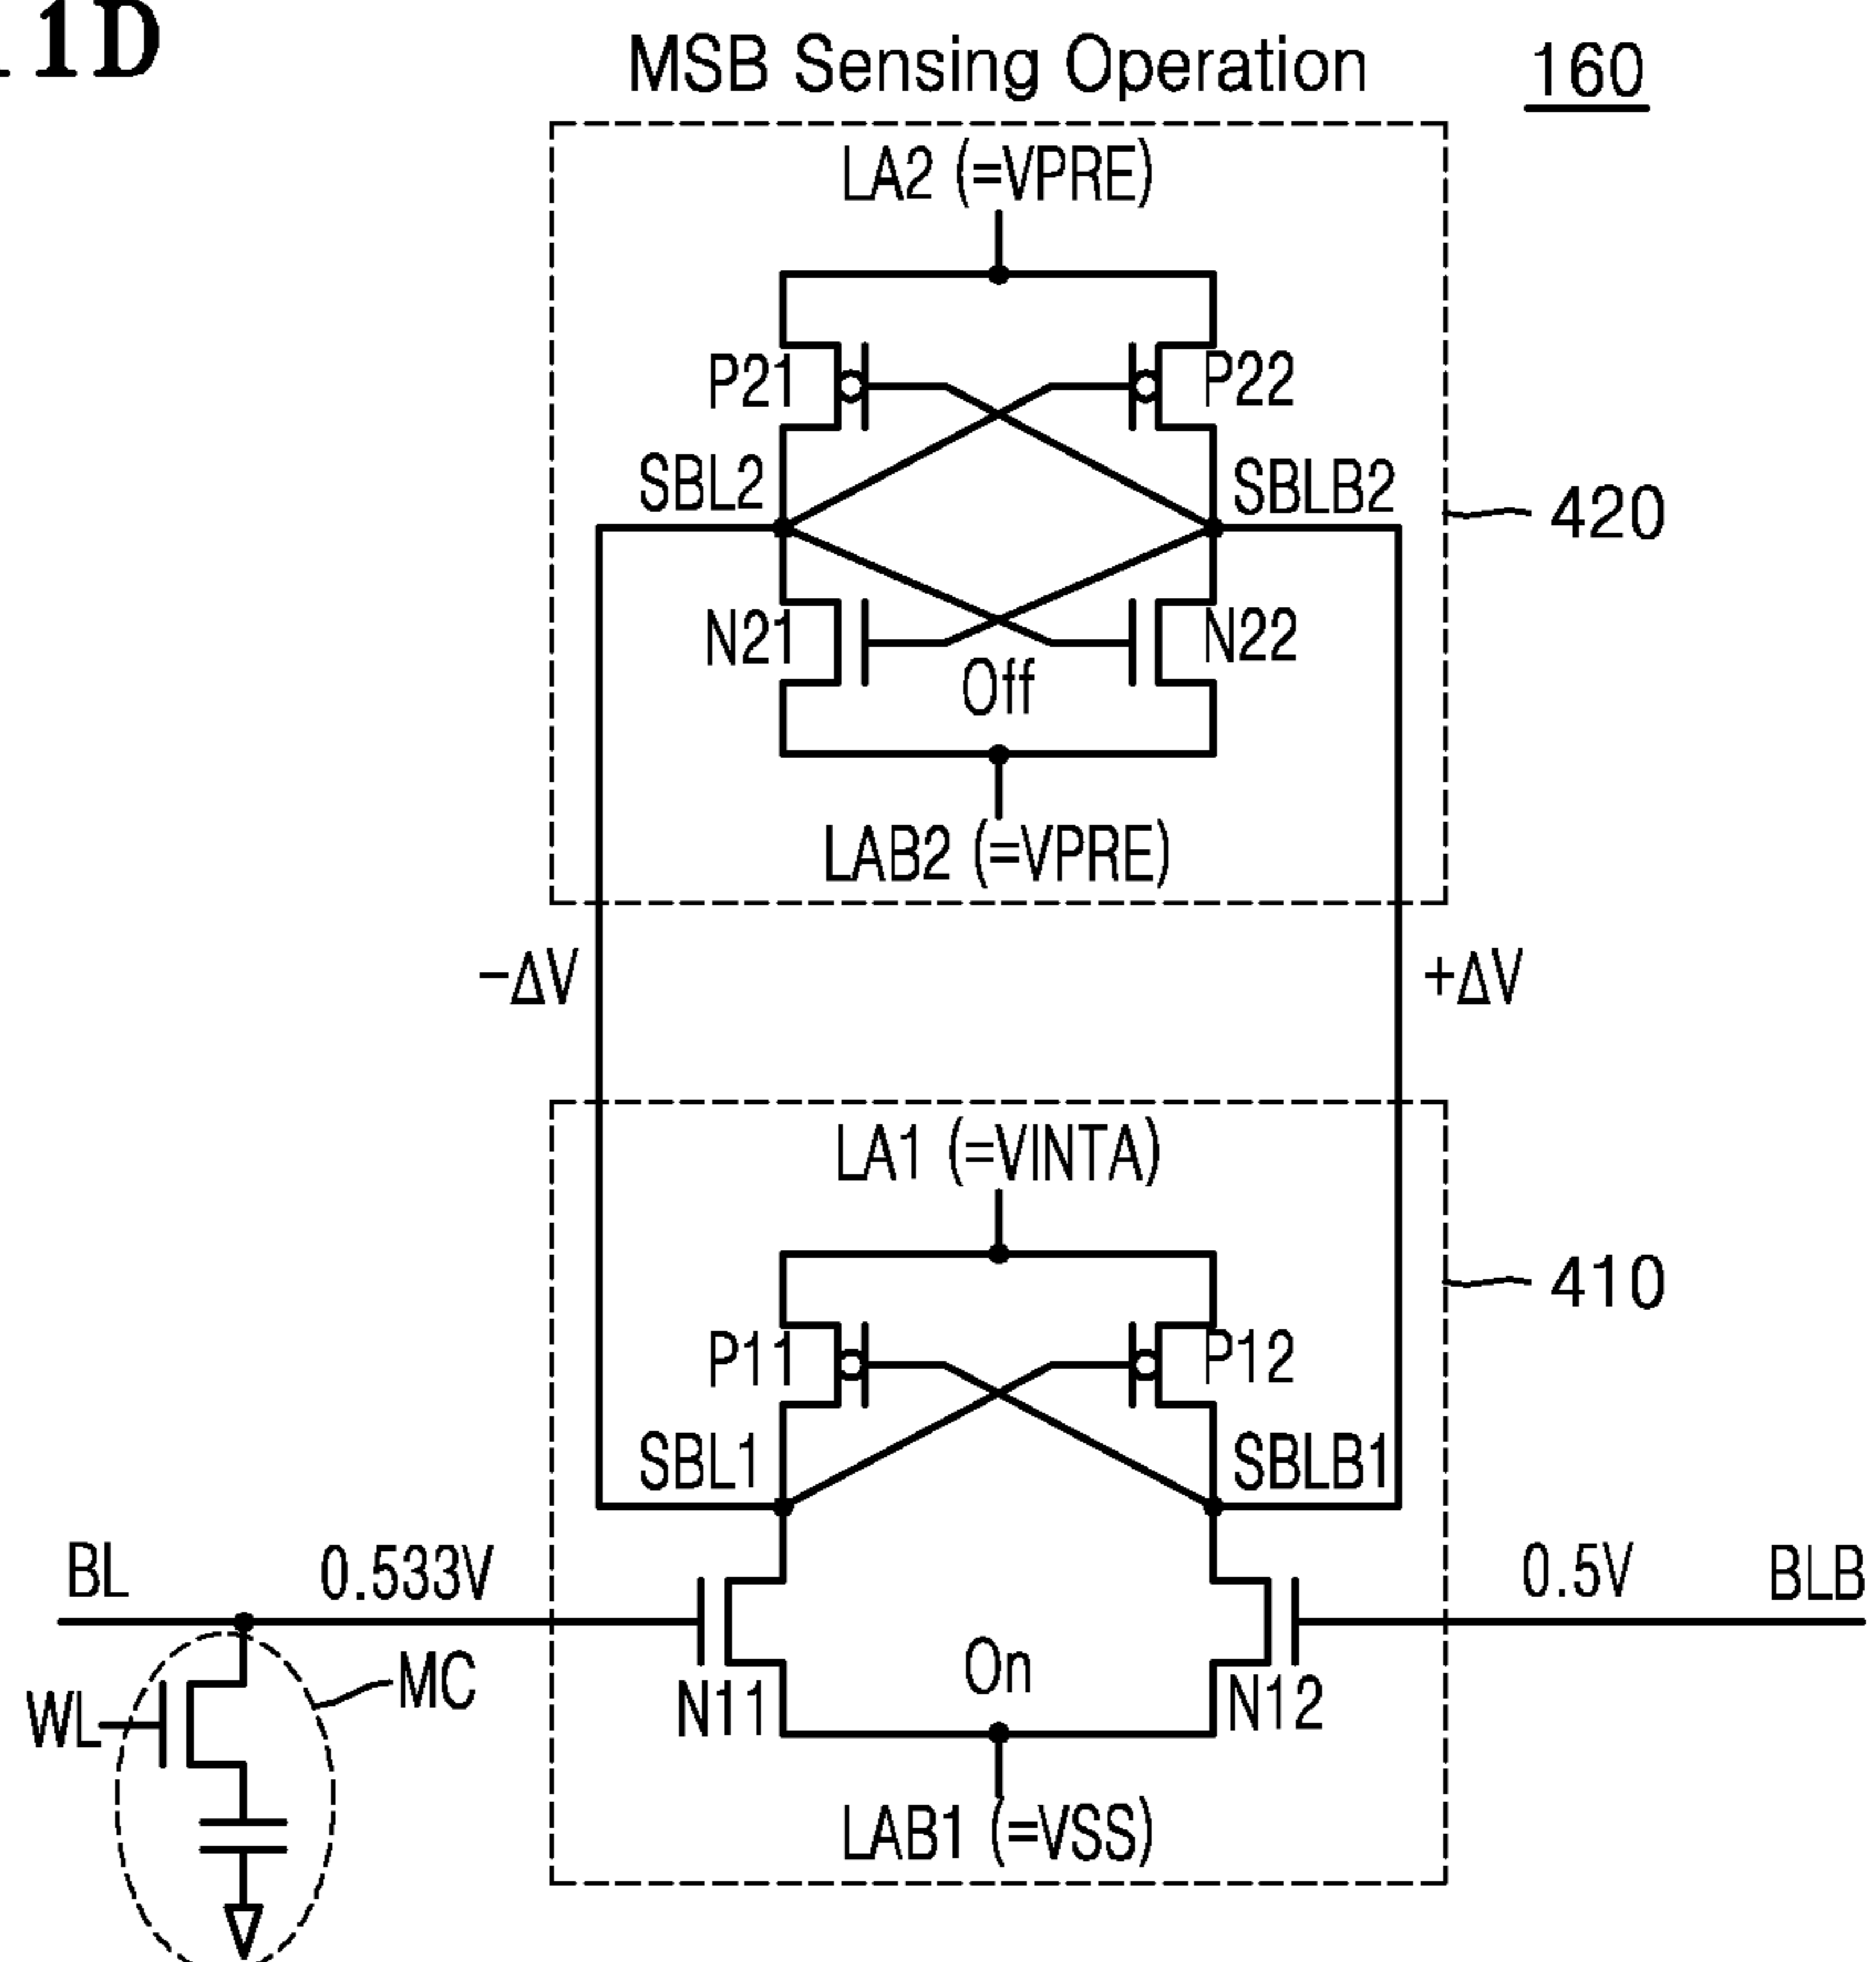 1D
MSB Sensing Operation
160
LA2 (=VPRE)
P21
P22
SBL2
SBLB2
420
N21
N22
Off
LAB2 (=VPRE)
−ΔV
+ΔV
LA1 (=VINTA)
410
P11
P12
SBL1
SBLB1
BL
0.533V
0.5V
BLB
On
MC
WL
N11
N12
LAB1 (=VSS)